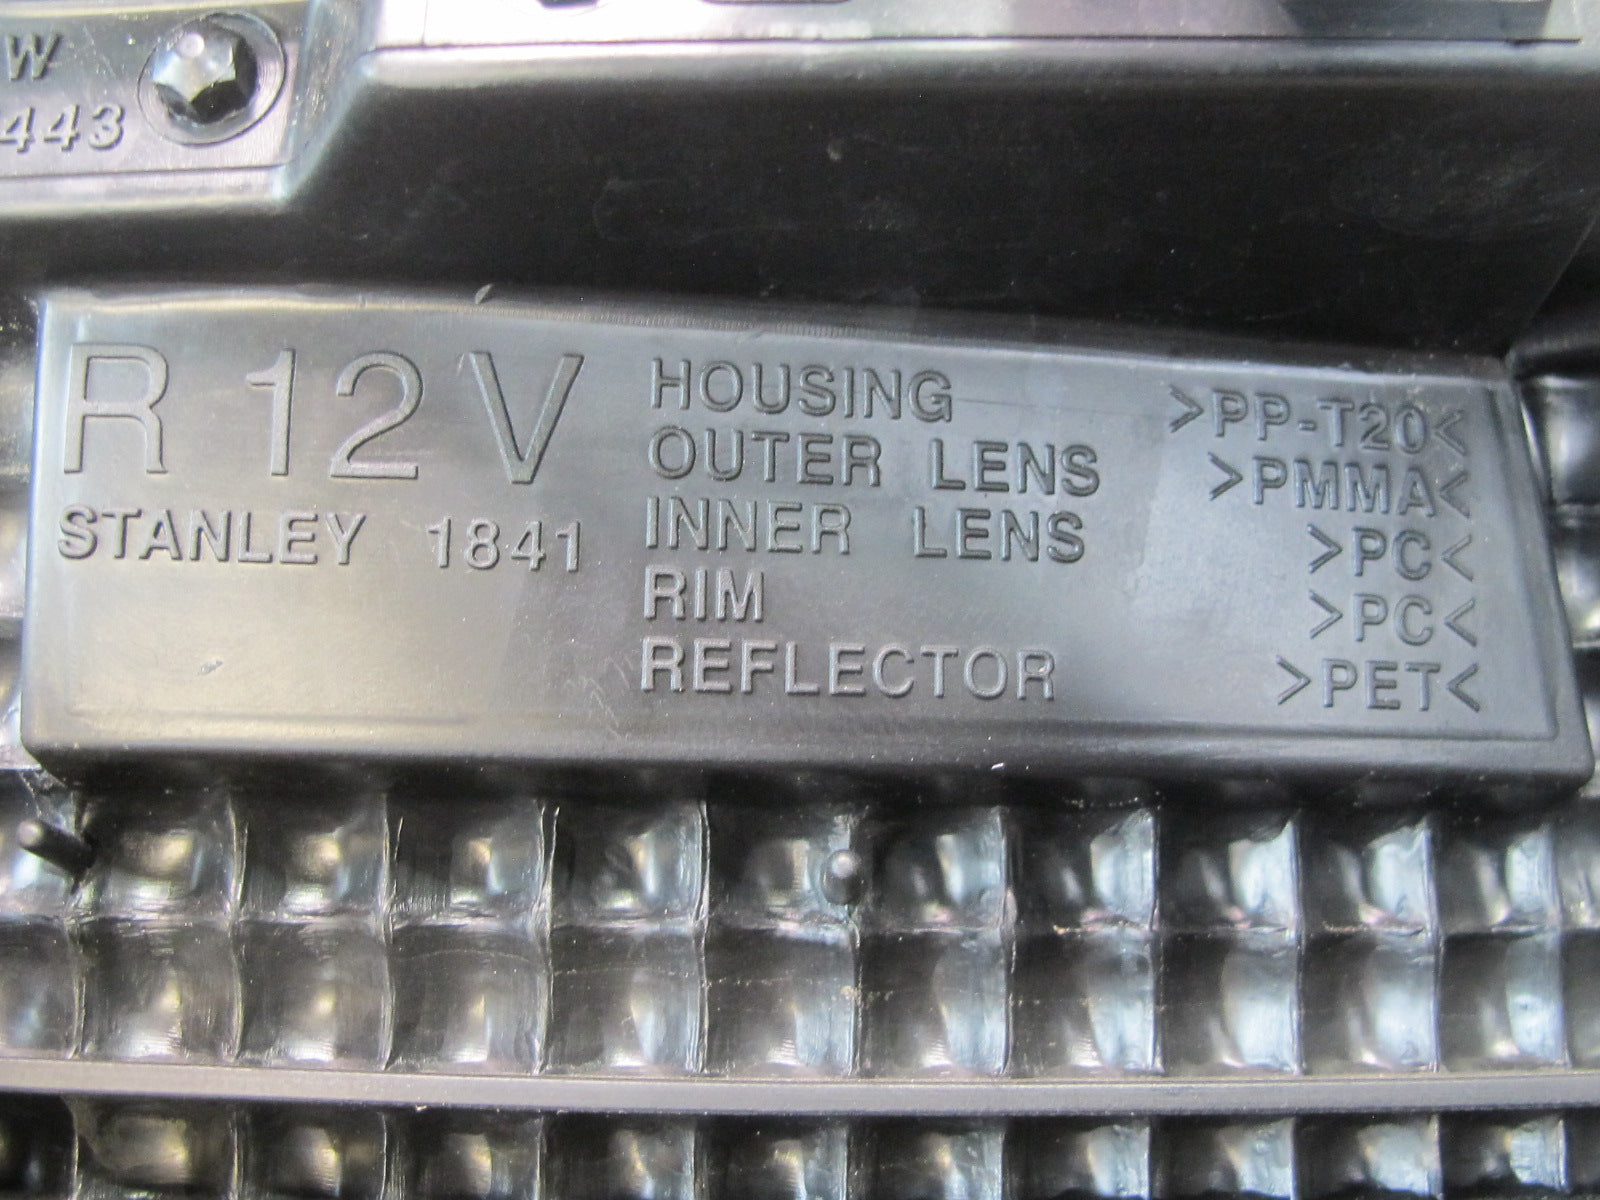 W
443
R 12 V
STANLEY 1841
HOUSING >PP-T20<
OUTER LENS >PMMA<
INNER LENS >PC<
RIM >PC<
REFLECTOR >PET<